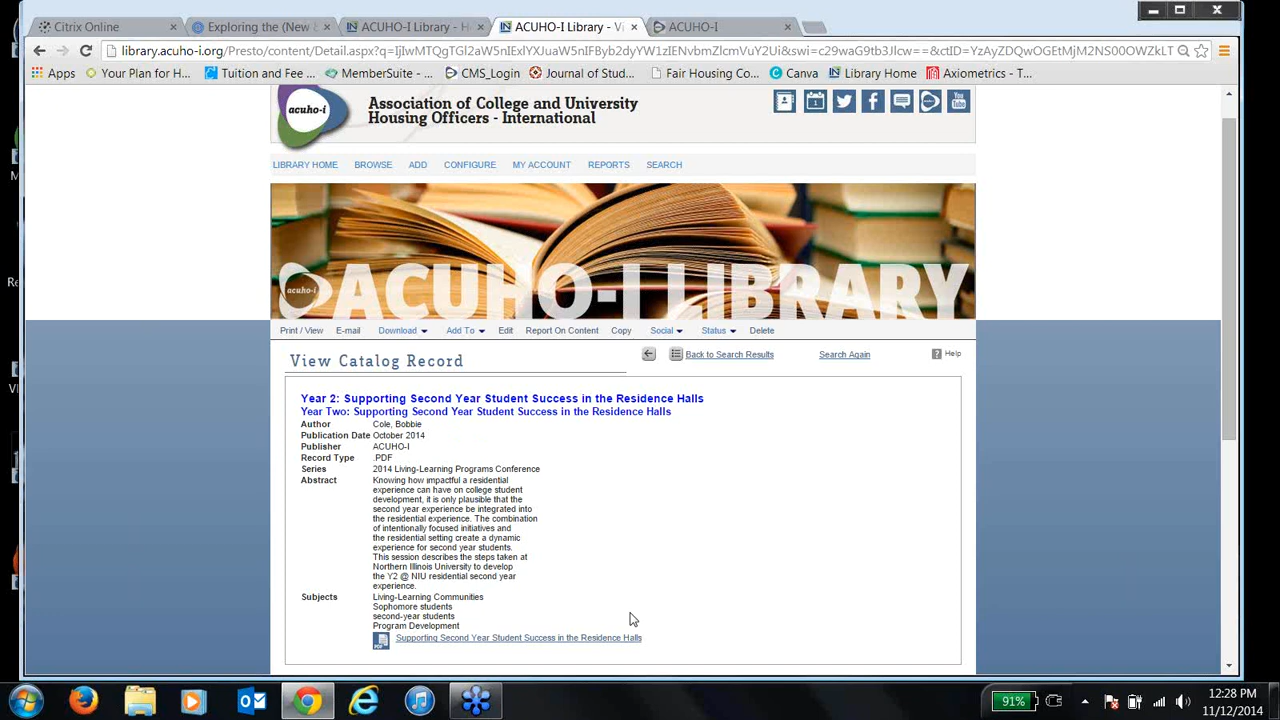 Citrix Online
Exploring the (New &
ACUHO-I Library - H
ACUHO-I Library - Vi
ACUHO-I
library.acuho-i.org/Presto/content/Detail.aspx?q=
Apps
Your Plan for H...
Tuition and Fee ...
MemberSuite - ...
CMS_Login
Journal of Stud...
Fair Housing Co...
Canva
Library Home
Axiometrics - T...
acuho-i
Association of College and University
Housing Officers - International
You
Tube
LIBRARY HOME
BROWSE
ADD
CONFIGURE
MY ACCOUNT
REPORTS
SEARCH
acuho-i
ACUHO-I LIBRARY
Print / View
E-mail
Download
Add To
Edit
Report On Content
Copy
Social
Status
Delete
View Catalog Record
Back to Search Results
Search Again
Help
Year 2: Supporting Second Year Student Success in the Residence Halls
Year Two: Supporting Second Year Student Success in the Residence Halls
Author Cole, Bobbie
Publication Date October 2014
Publisher ACUHO-I
Record Type .PDF
Series 2014 Living-Learning Programs Conference
Abstract Knowing how impactful a residential
experience can have on college student
development, it is only plausible that the
second year experience be integrated into
the residential experience. The combination
of intentionally focused initiatives and
the residential setting create a dynamic
experience for second year students.
This session describes the steps taken at
Northern Illinois University to develop
the Y2 @ NIU residential second year
experience.
Subjects Living-Learning Communities
Sophomore students
second-year students
Program Development
Supporting Second Year Student Success in the Residence Halls
91%
12:28 PM
11/12/2014